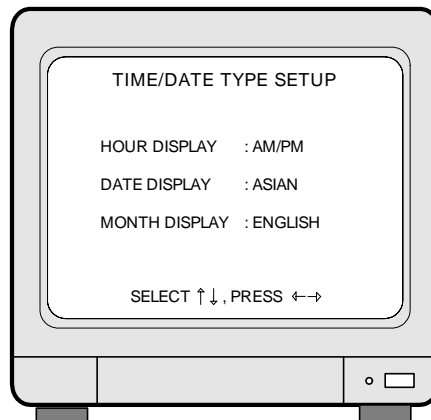 TIME/DATE TYPE SETUP
HOUR DISPLAY : AM/PM
DATE DISPLAY : ASIAN
MONTH DISPLAY : ENGLISH
SELECT ↑↓, PRESS ←→